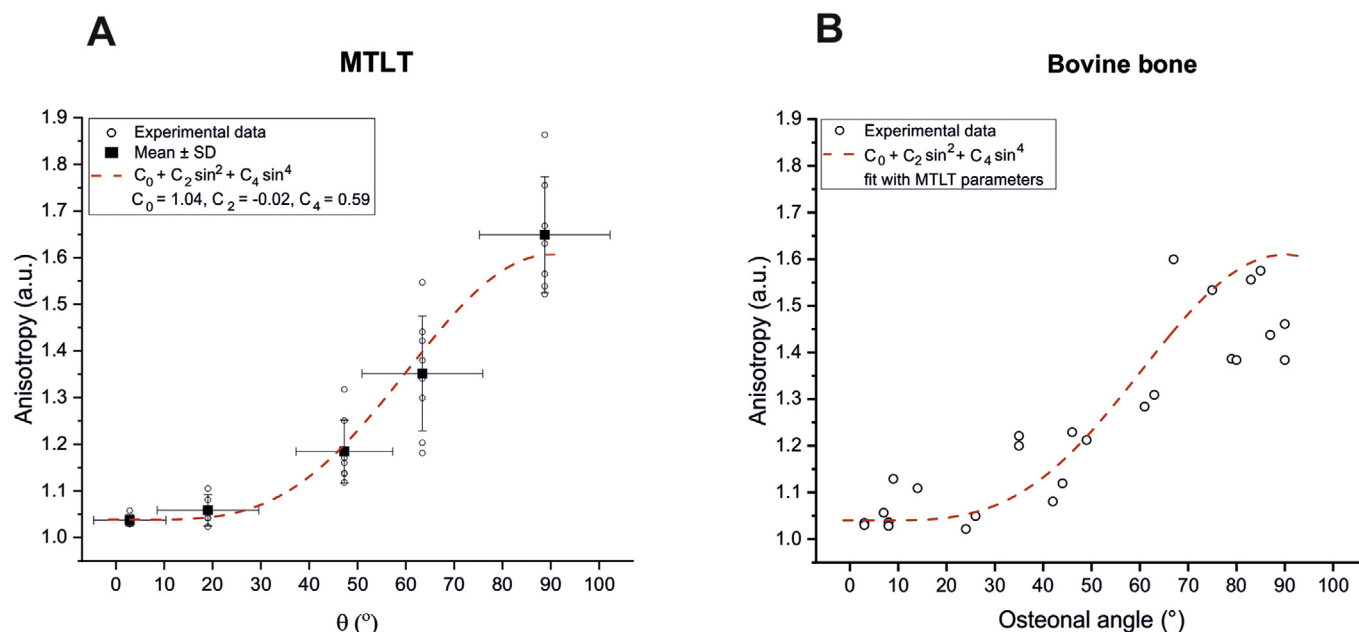 A
MTLT
Experimental data
Mean ± SD
C₀ + C₂ sin² + C₄ sin⁴
C₀ = 1.04, C₂ = -0.02, C₄ = 0.59
Anisotropy (a.u.)
1.9
1.8
1.7
1.6
1.5
1.4
1.3
1.2
1.1
1.0
0 10 20 30 40 50 60 70 80 90 100
θ (º)
B
Bovine bone
Experimental data
C₀ + C₂ sin² + C₄ sin⁴
fit with MTLT parameters
Anisotropy (a.u.)
1.9
1.8
1.7
1.6
1.5
1.4
1.3
1.2
1.1
1.0
0 10 20 30 40 50 60 70 80 90 100
Osteonal angle (°)